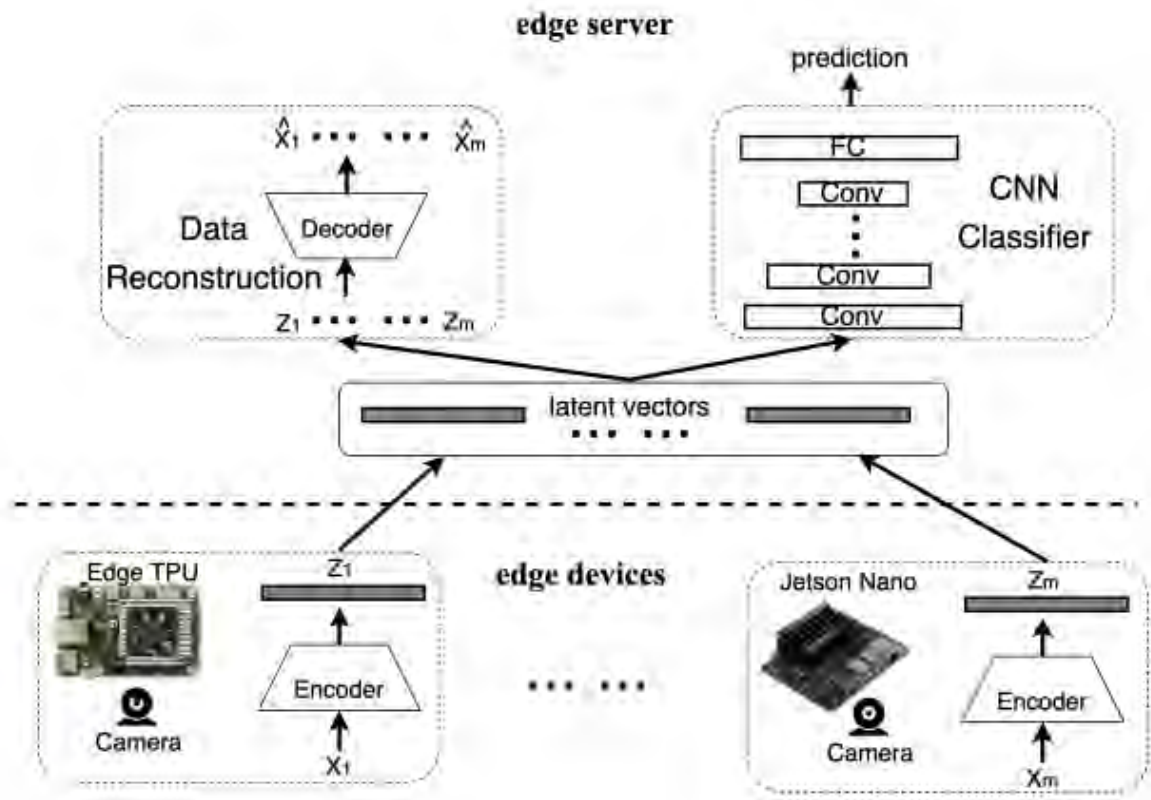 edge server
prediction
X̂1 ... ... X̂m
Decoder
Data
Reconstruction
Z1 ... ... Zm
FC
Conv
Conv
Conv
CNN
Classifier
latent vectors
... ...
edge devices
Edge TPU
Z1
Encoder
Camera
X1
... ...
Jetson Nano
Zm
Encoder
Camera
Xm